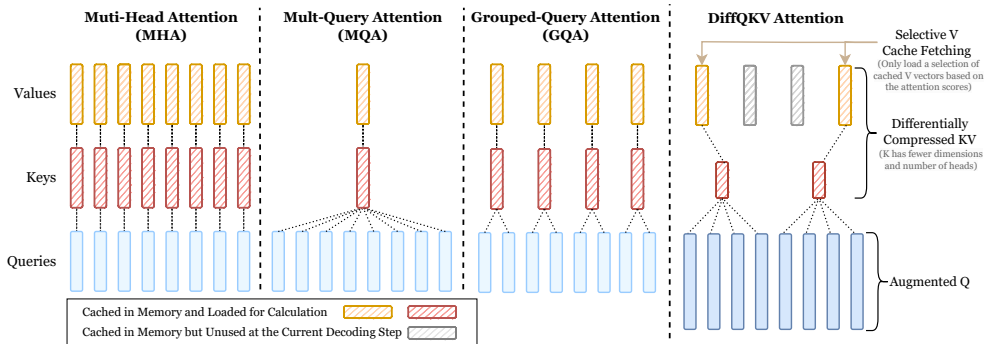 Muti-Head Attention
(MHA)
Mult-Query Attention
(MQA)
Grouped-Query Attention
(GQA)
DiffQKV Attention
Selective V
Cache Fetching
(Only load a selection of
cached V vectors based on
the attention scores)
Values
Differentially
Compressed KV
(K has fewer dimensions
and number of heads)
Keys
Queries
Augmented Q
Cached in Memory and Loaded for Calculation
Cached in Memory but Unused at the Current Decoding Step